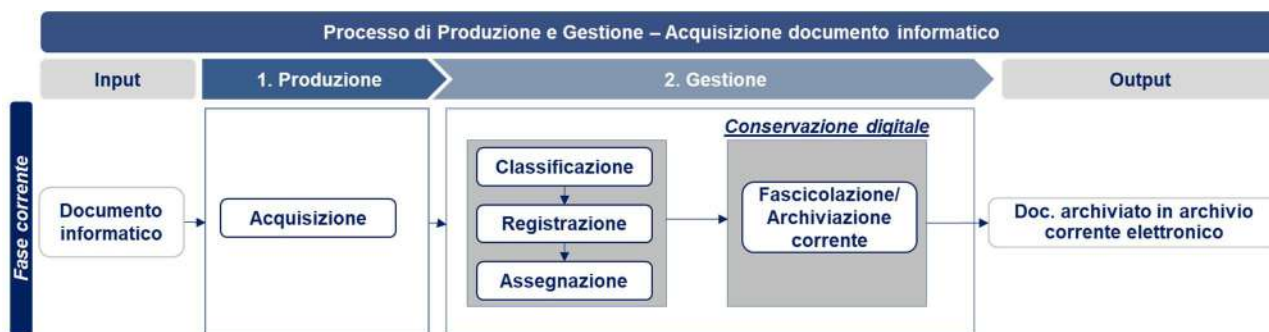 Processo di Produzione e Gestione – Acquisizione documento informatico
Input
1. Produzione
2. Gestione
Output
Fase corrente
Documento
informatico
Acquisizione
Classificazione
Registrazione
Assegnazione
Conservazione digitale
Fascicolazione/
Archiviazione
corrente
Doc. archiviato in archivio
corrente elettronico